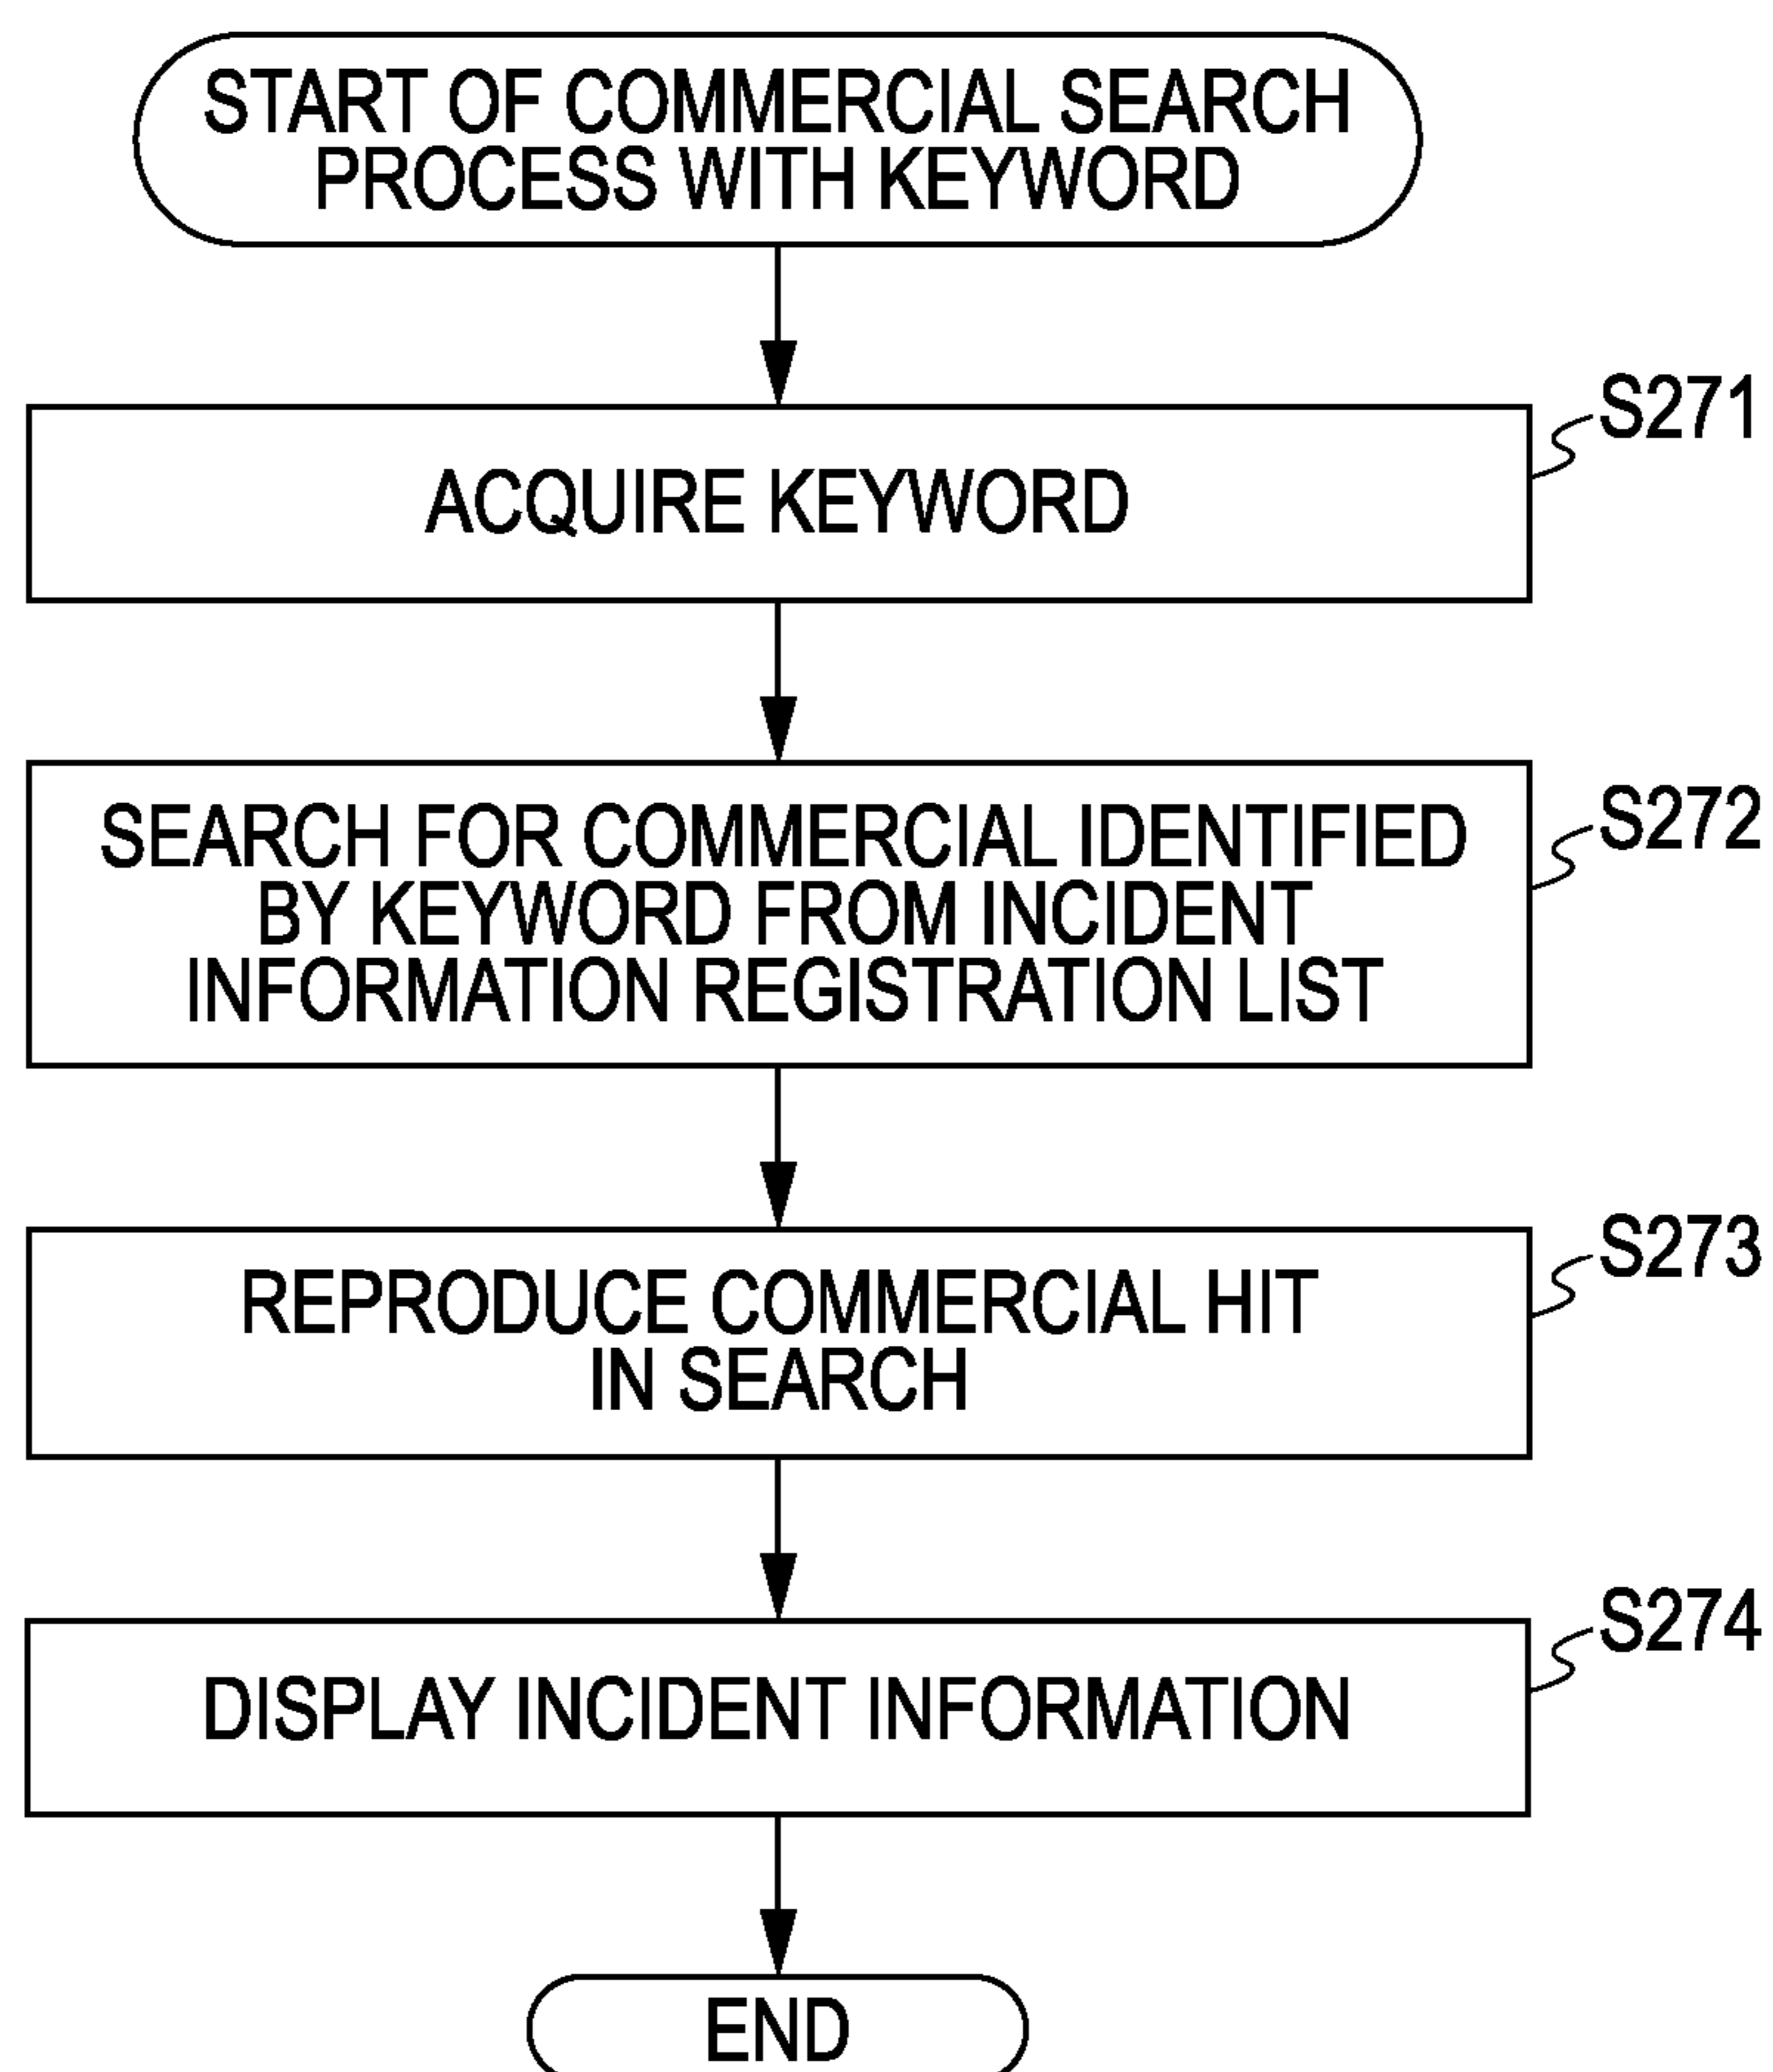 START OF COMMERCIAL SEARCH
PROCESS WITH KEYWORD
S271
ACQUIRE KEYWORD
S272
SEARCH FOR COMMERCIAL IDENTIFIED
BY KEYWORD FROM INCIDENT
INFORMATION REGISTRATION LIST
S273
REPRODUCE COMMERCIAL HIT
IN SEARCH
S274
DISPLAY INCIDENT INFORMATION
END